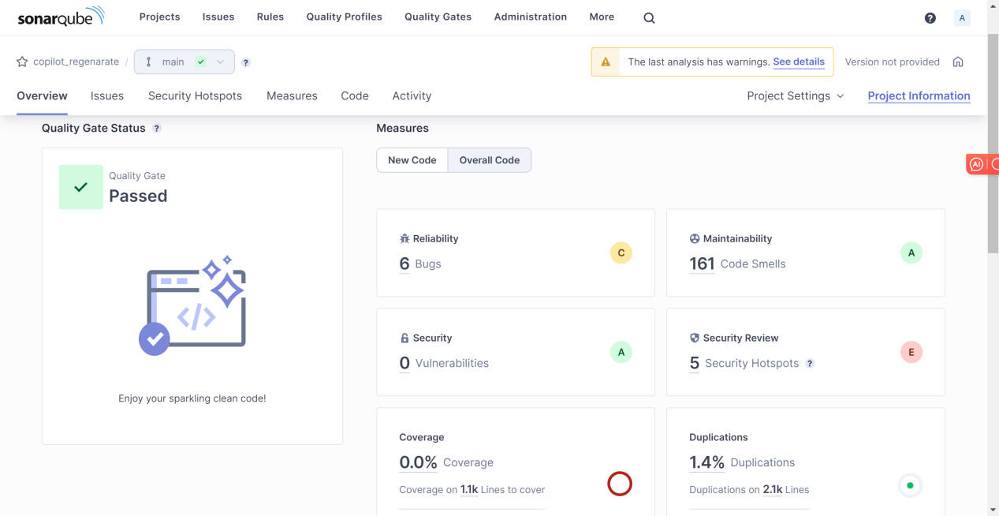 sonarqube Projects Issues Rules Quality Profiles Quality Gates Administration More ? A
copilot_regenarate / main ? The last analysis has warnings. See details Version not provided
Overview Issues Security Hotspots Measures Code Activity Project Settings Project Information
Quality Gate Status ?
Quality Gate
Passed
</>
Enjoy your sparkling clean code!
Measures
New Code Overall Code
Reliability
6 Bugs
C
Maintainability
161 Code Smells
A
Security
0 Vulnerabilities
A
Security Review
5 Security Hotspots ?
E
Coverage
0.0% Coverage
Coverage on 1.1k Lines to cover
Duplications
1.4% Duplications
Duplications on 2.1k Lines
AI